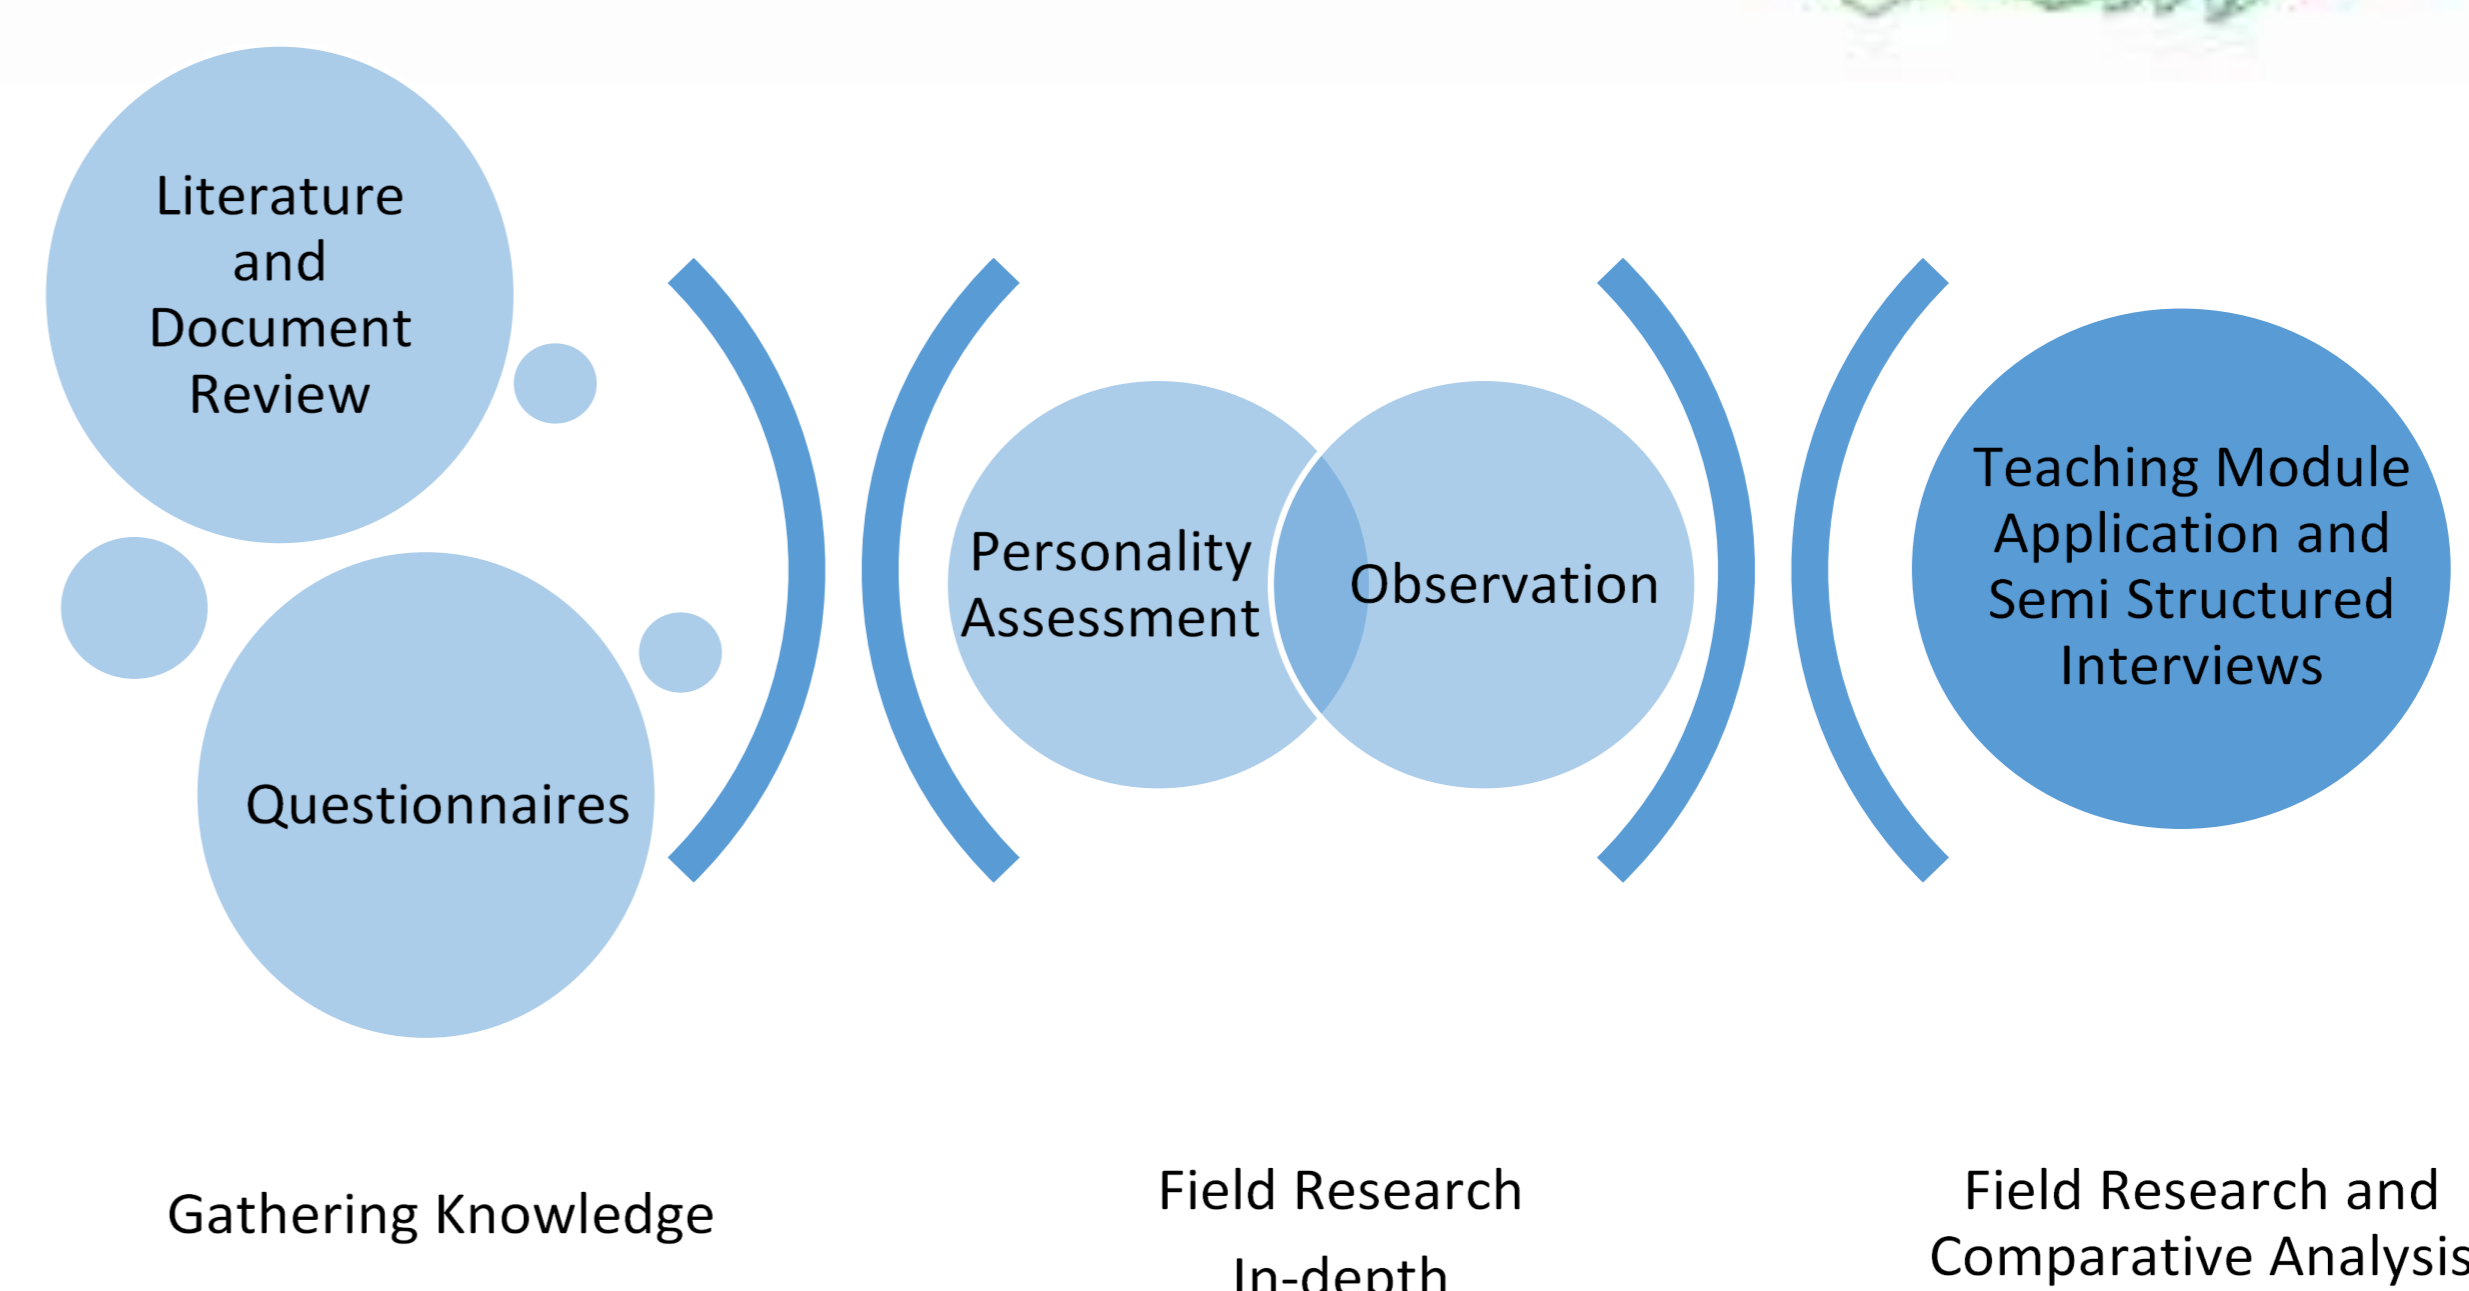 Literature
and
Document
Review
Questionnaires
Personality
Assessment
Observation
Teaching Module
Application and
Semi Structured
Interviews
Gathering Knowledge
Field Research
In-depth
Field Research and
Comparative Analysis